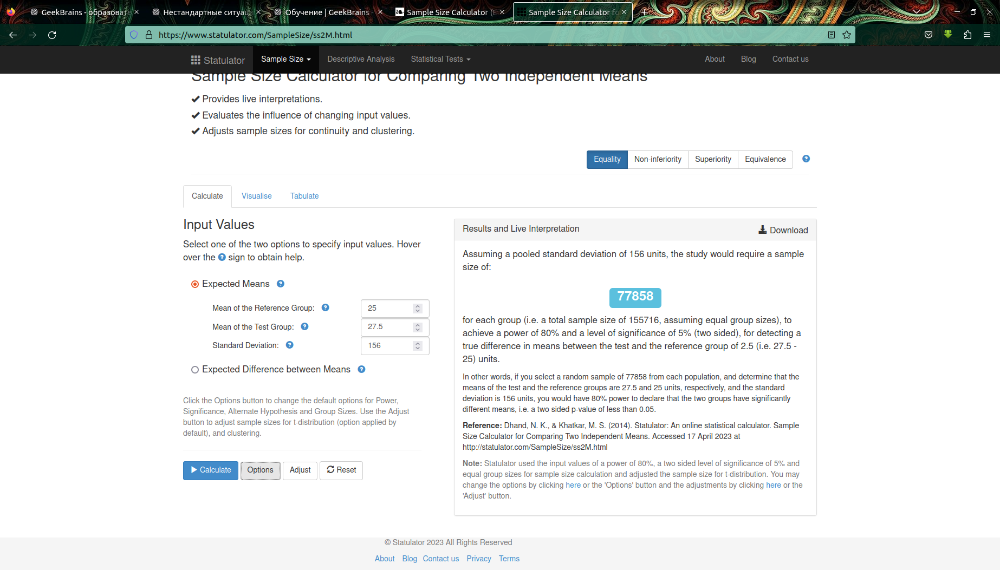 GeekBrains - образоват
Нестандартные ситуац
Обучение | GeekBrains -
Sample Size Calculator (E
Sample Size Calculator fo
https://www.statulator.com/SampleSize/ss2M.html
Statulator
Sample Size
Descriptive Analysis
Statistical Tests
About
Blog
Contact us
Sample Size Calculator for Comparing Two Independent Means
Provides live interpretations.
Evaluates the influence of changing input values.
Adjusts sample sizes for continuity and clustering.
Equality
Non-inferiority
Superiority
Equivalence
Calculate
Visualise
Tabulate
Input Values
Select one of the two options to specify input values. Hover
over the ? sign to obtain help.
Expected Means ?
Mean of the Reference Group: ? 25
Mean of the Test Group: ? 27.5
Standard Deviation: ? 156
Expected Difference between Means ?
Click the Options button to change the default options for Power,
Significance, Alternate Hypothesis and Group Sizes. Use the Adjust
button to adjust sample sizes for t-distribution (option applied by
default), and clustering.
Calculate
Options
Adjust
Reset
Results and Live Interpretation
Download
Assuming a pooled standard deviation of 156 units, the study would require a sample
size of:
77858
for each group (i.e. a total sample size of 155716, assuming equal group sizes), to
achieve a power of 80% and a level of significance of 5% (two sided), for detecting a
true difference in means between the test and the reference group of 2.5 (i.e. 27.5 -
25) units.
In other words, if you select a random sample of 77858 from each population, and determine that the
means of the test and the reference groups are 27.5 and 25 units, respectively, and the standard
deviation is 156 units, you would have 80% power to declare that the two groups have significantly
different means, i.e. a two sided p-value of less than 0.05.
Reference: Dhand, N. K., & Khatkar, M. S. (2014). Statulator: An online statistical calculator. Sample
Size Calculator for Comparing Two Independent Means. Accessed 17 April 2023 at
http://statulator.com/SampleSize/ss2M.html
Note: Statulator used the input values of a power of 80%, a two sided level of significance of 5% and
equal group sizes for sample size calculation and adjusted the sample size for t-distribution. You may
change the options by clicking here or the 'Options' button and the adjustments by clicking here or the
'Adjust' button.
© Statulator 2023 All Rights Reserved
About Blog Contact us Privacy Terms